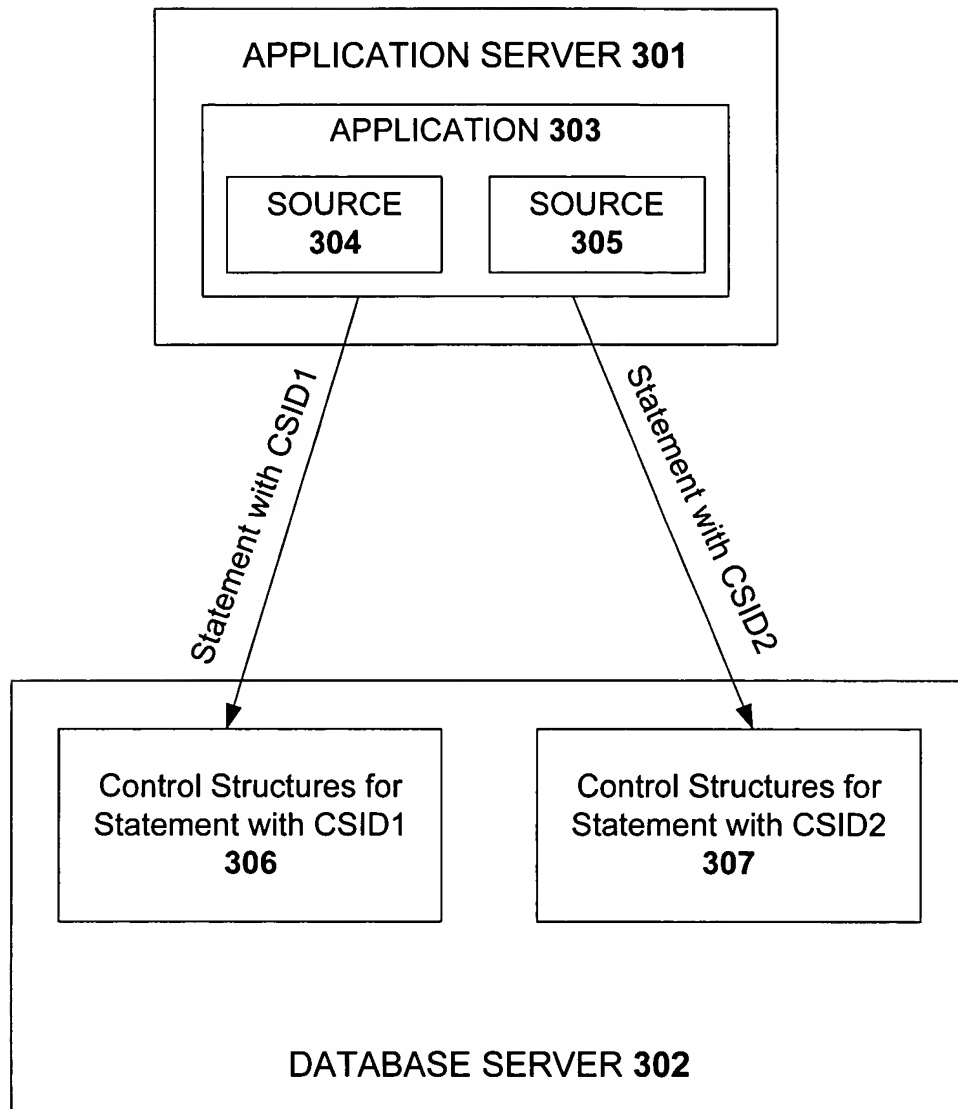 APPLICATION SERVER 301
APPLICATION 303
SOURCE
304
SOURCE
305
Statement with CSID1
Statement with CSID2
Control Structures for
Statement with CSID1
306
Control Structures for
Statement with CSID2
307
DATABASE SERVER 302